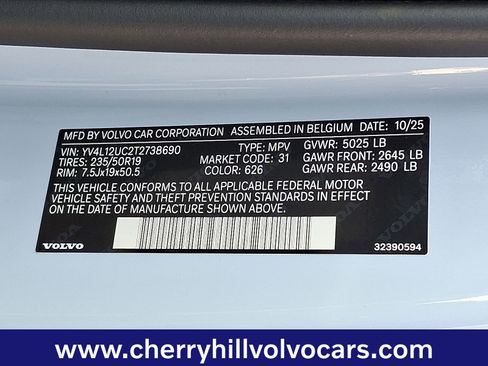 MFD BY VOLVO CAR CORPORATION ASSEMBLED IN BELGIUM 10/25
VIN: YV4L12UC2T2738690 TYPE: MPV GVWR: 5025 LB
TIRES: 235/50R19 MARKET CODE: 31 GAWR FRONT: 2645 LB
RIM: 7.5Jx19x50.5 COLOR: 626 GAWR REAR: 2490 LB
THIS VEHICLE CONFORMS TO ALL APPLICABLE FEDERAL MOTOR
VEHICLE SAFETY AND THEFT PREVENTION STANDARDS IN EFFECT
ON THE DATE OF MANUFACTURE SHOWN ABOVE.
VOLVO 32390594
www.cherryhillvolvocars.com